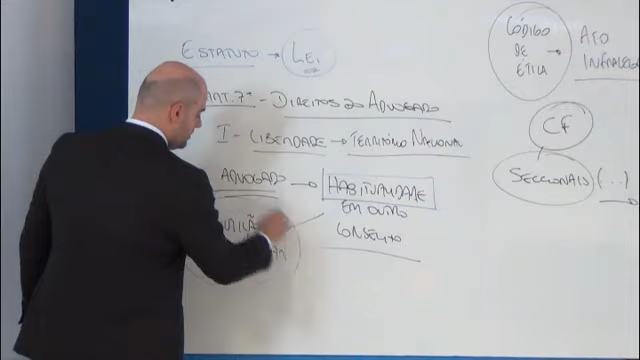 ESTATUTO → LEI
ART. 7º - DIREITOS DO ADVOGADO
I - LIBERDADE → TERRITÓRIO NACIONAL
ADVOGADO → HABITUALIDADE
EM OUTRO
CONSELHO
CÓDIGO
DE
ÉTICA
→ ATO
CF
SECCIONAIS (...)